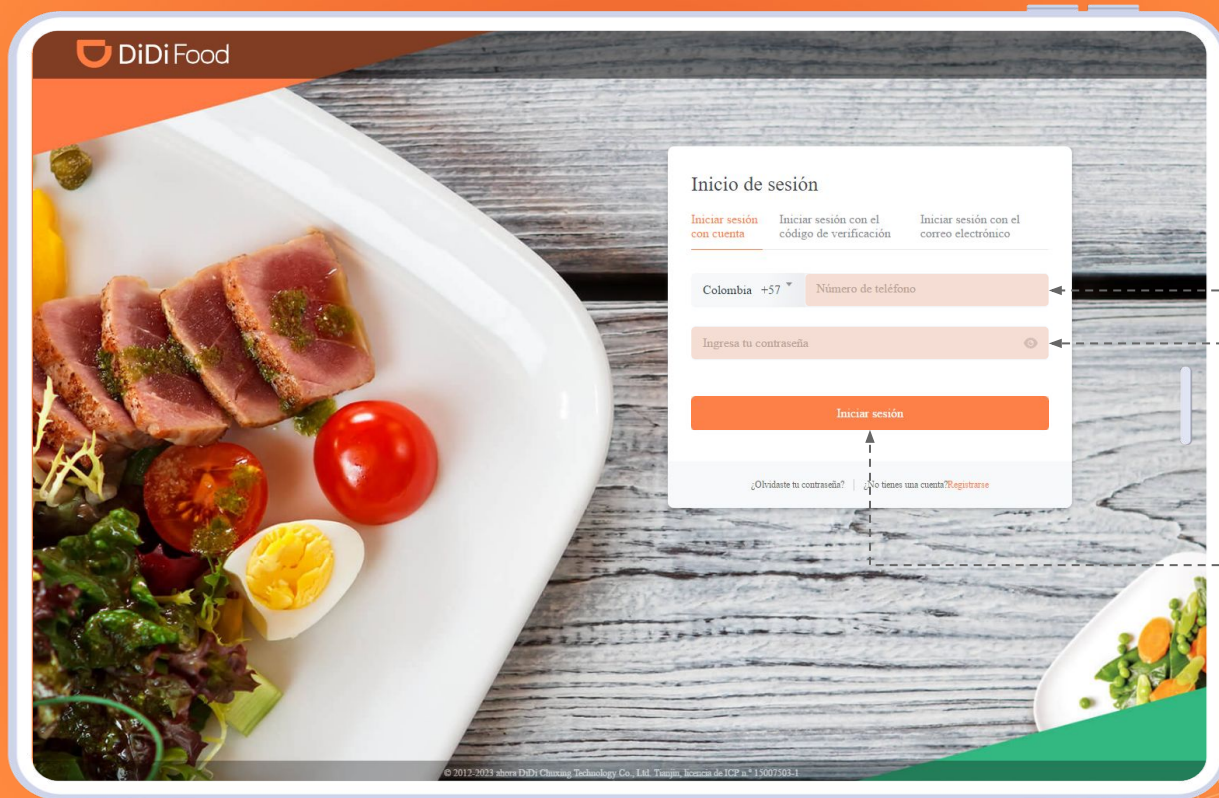 DiDi Food
Inicio de sesión
Iniciar sesión
con cuenta
Iniciar sesión con el
código de verificación
Iniciar sesión con el
correo electrónico
Colombia +57
Número de teléfono
Ingresa tu contraseña
Iniciar sesión
¿Olvidaste tu contraseña? | ¿No tienes una cuenta?Registrarse
© 2012-2023 ahora DiDi Chuxing Technology Co., Ltd. Tianjin, licencia de ICP n.° 15007503-1